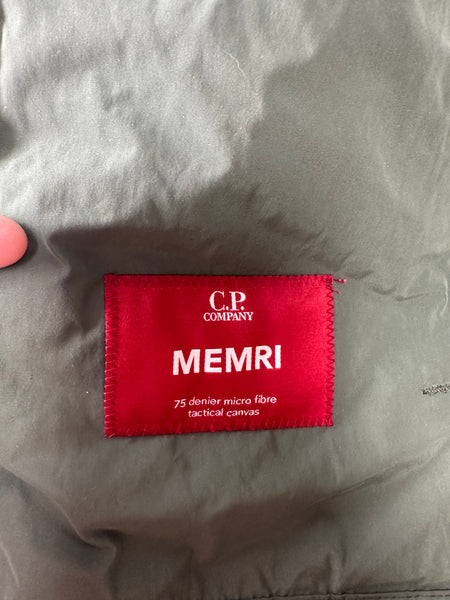 C.P.
COMPANY
MEMRI
75 denier micro fibre
tactical canvas